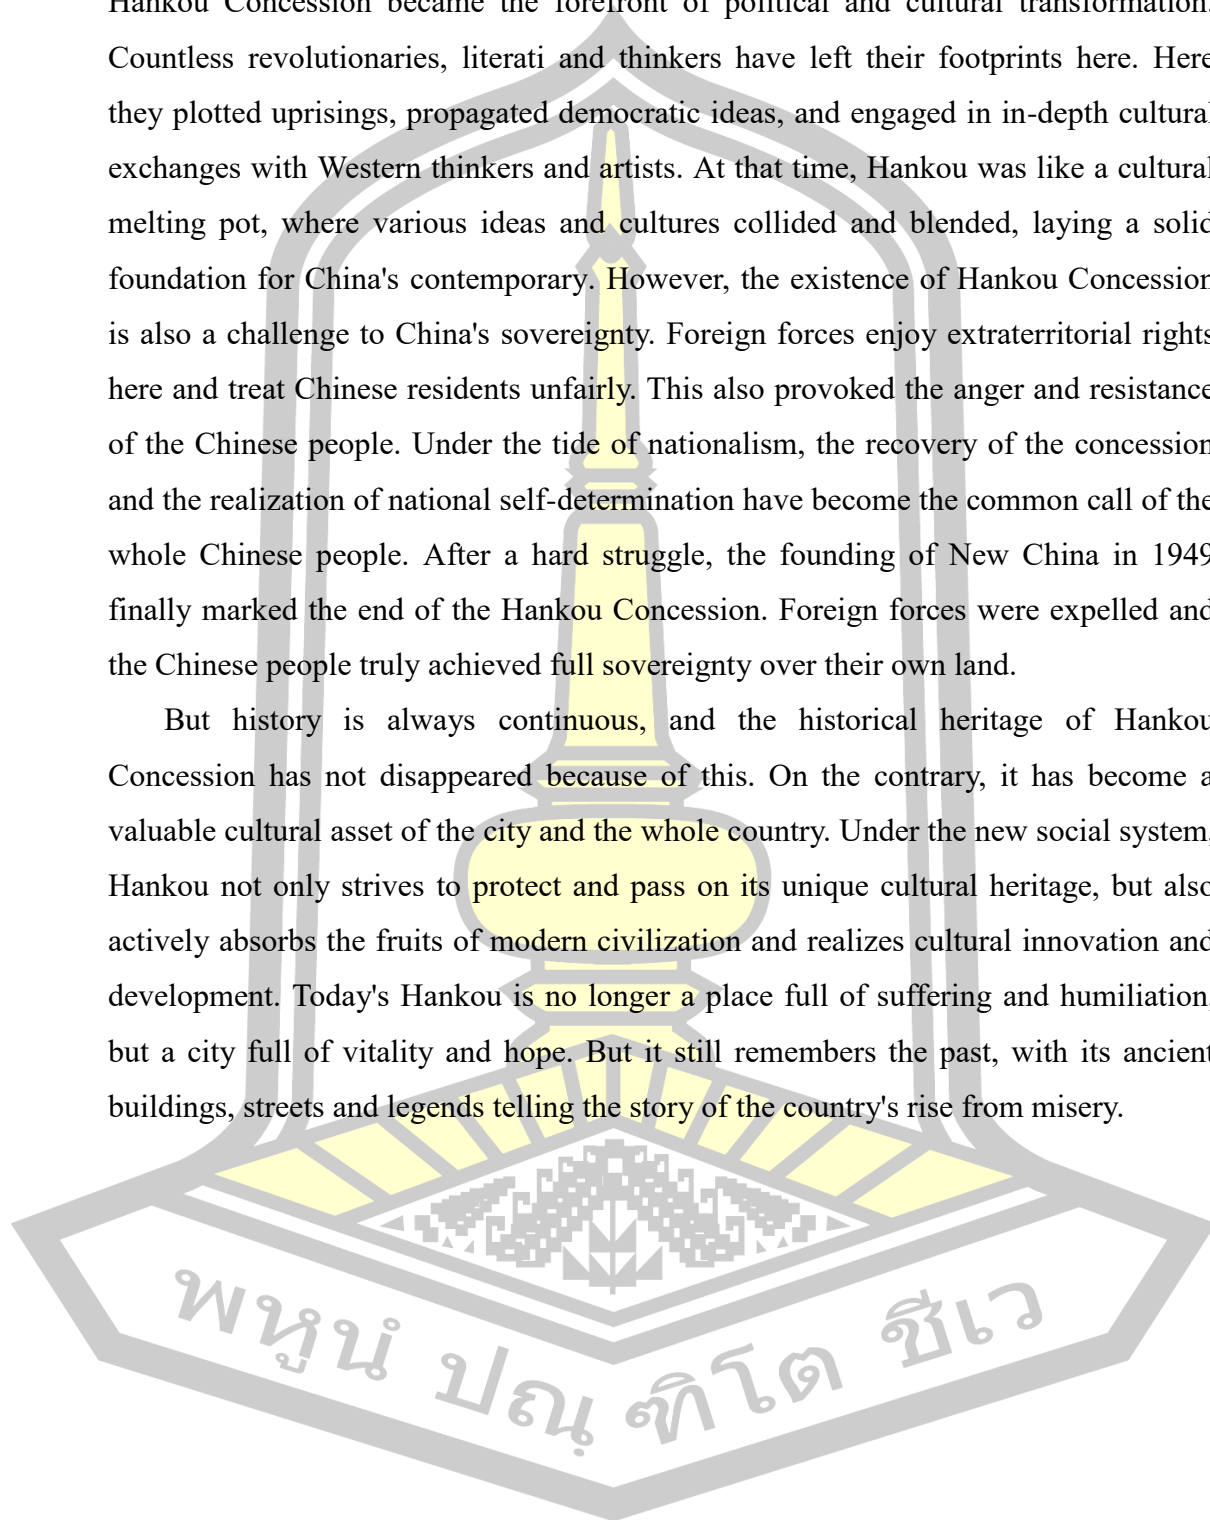 Hankou Concession became the forefront of political and cultural transformation.
Countless revolutionaries, literati and thinkers have left their footprints here. Here
they plotted uprisings, propagated democratic ideas, and engaged in in-depth cultural
exchanges with Western thinkers and artists. At that time, Hankou was like a cultural
melting pot, where various ideas and cultures collided and blended, laying a solid
foundation for China's contemporary. However, the existence of Hankou Concession
is also a challenge to China's sovereignty. Foreign forces enjoy extraterritorial rights
here and treat Chinese residents unfairly. This also provoked the anger and resistance
of the Chinese people. Under the tide of nationalism, the recovery of the concession
and the realization of national self-determination have become the common call of the
whole Chinese people. After a hard struggle, the founding of New China in 1949
finally marked the end of the Hankou Concession. Foreign forces were expelled and
the Chinese people truly achieved full sovereignty over their own land.
But history is always continuous, and the historical heritage of Hankou
Concession has not disappeared because of this. On the contrary, it has become a
valuable cultural asset of the city and the whole country. Under the new social system,
Hankou not only strives to protect and pass on its unique cultural heritage, but also
actively absorbs the fruits of modern civilization and realizes cultural innovation and
development. Today's Hankou is no longer a place full of suffering and humiliation,
but a city full of vitality and hope. But it still remembers the past, with its ancient
buildings, streets and legends telling the story of the country's rise from misery.
พหูนํ ปณฺฑิโต ชีเว